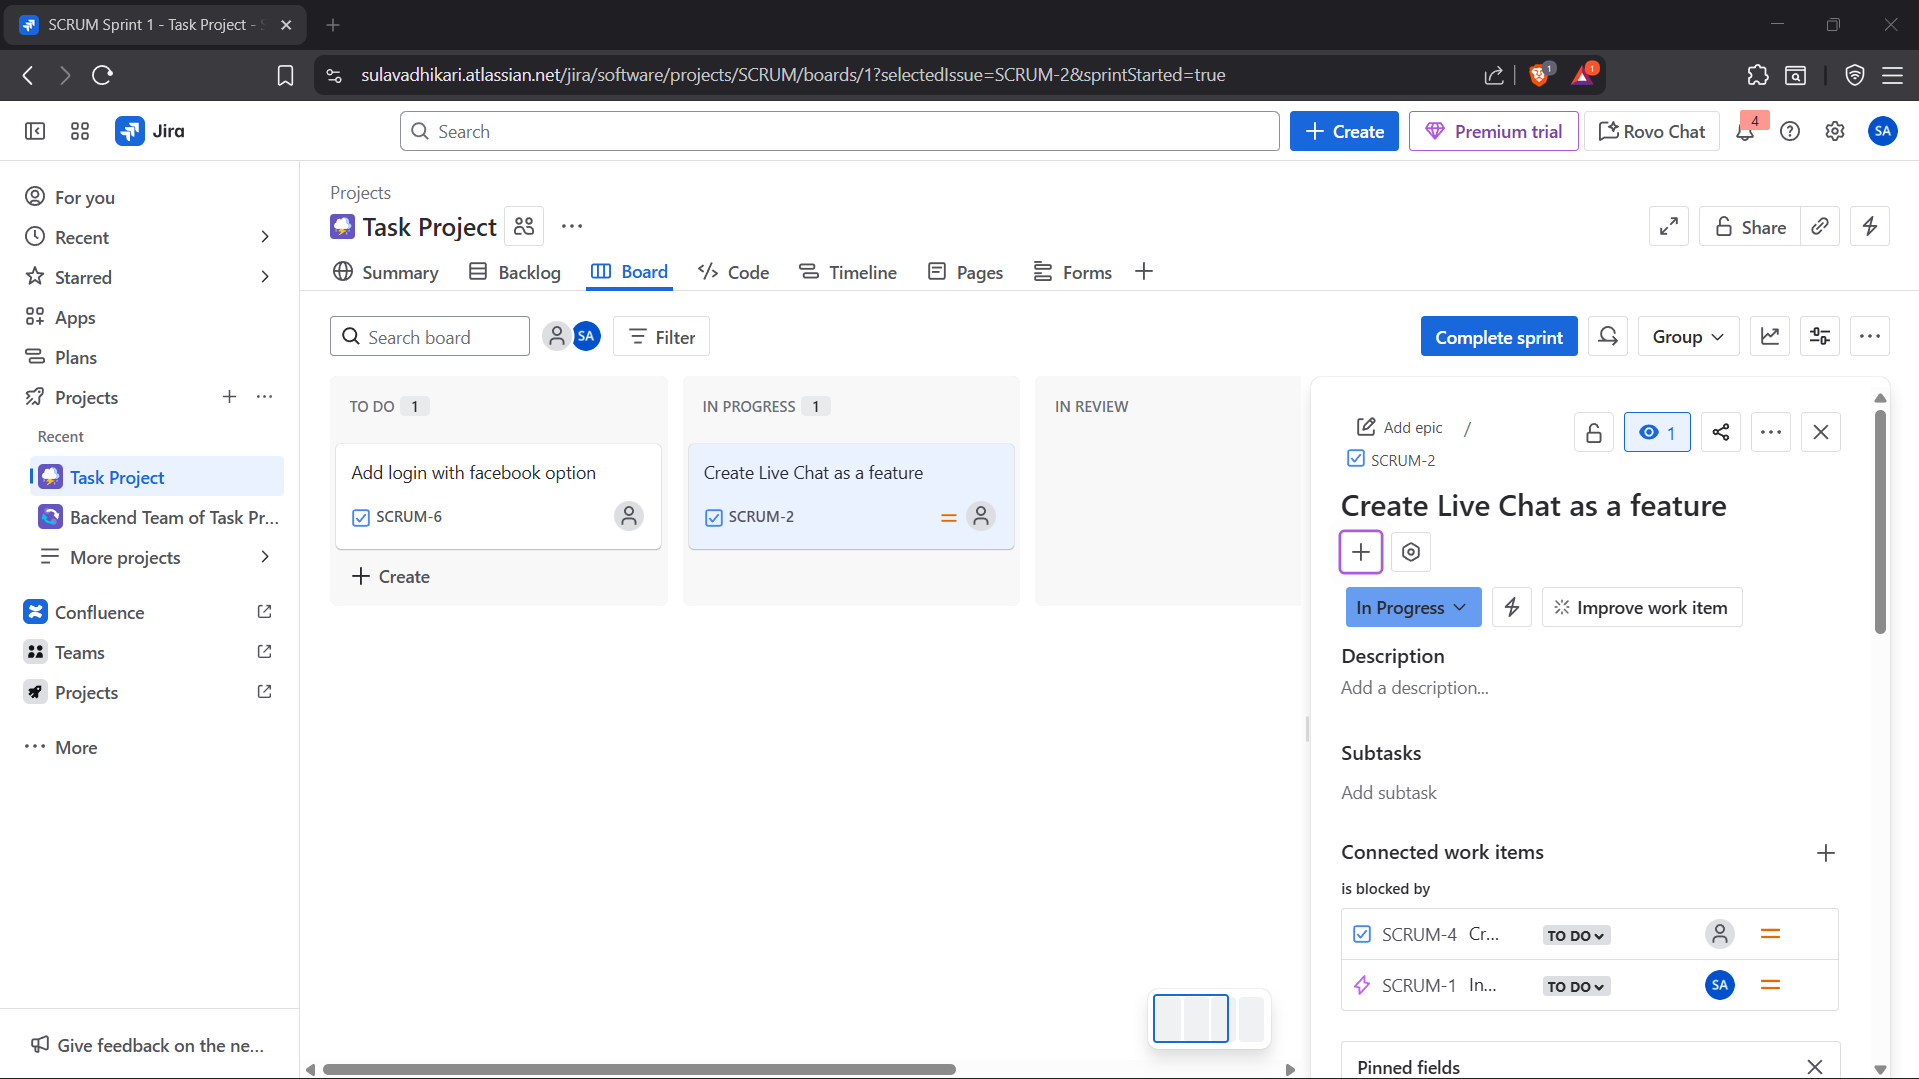 SCRUM Sprint 1 - Task Project -
sulavadhikari.atlassian.net/jira/software/projects/SCRUM/boards/1?selectedIssue=SCRUM-2&sprintStarted=true
1
1
Jira
Search
Create
Premium trial
Rovo Chat
4
SA
For you
Recent
Starred
Apps
Plans
Projects
Recent
Task Project
Backend Team of Task Pr...
More projects
Confluence
Teams
Projects
More
Give feedback on the ne...
Projects
Task Project
Share
Summary
Backlog
Board
Code
Timeline
Pages
Forms
Search board
SA
Filter
Complete sprint
Group
TO DO 1
Add login with facebook option
SCRUM-6
Create
IN PROGRESS 1
Create Live Chat as a feature
SCRUM-2
IN REVIEW
Add epic /
SCRUM-2
1
Create Live Chat as a feature
In Progress
Improve work item
Description
Add a description...
Subtasks
Add subtask
Connected work items
is blocked by
SCRUM-4 Cr... TO DO
SCRUM-1 In... TO DO SA
Pinned fields